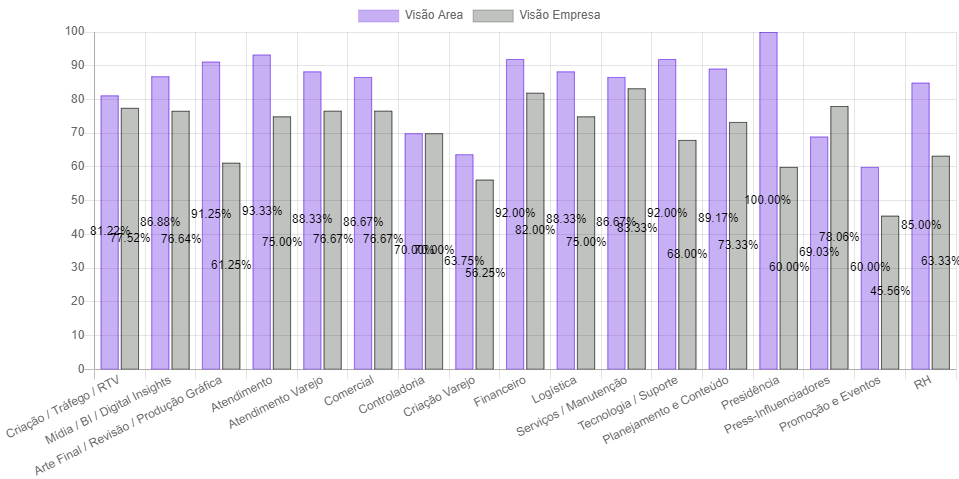 Visão Area Visão Empresa
100
90
80
70
60
50
40
30
20
10
0
81.22% 77.52%
86.88% 76.64%
91.25% 61.25%
93.33% 75.00%
88.33% 76.67%
86.67% 76.67%
70.00% 70.00%
63.75% 56.25%
92.00% 82.00%
88.33% 75.00%
86.67% 83.33%
92.00% 68.00%
89.17% 73.33%
100.00% 60.00%
69.03% 78.06%
60.00% 45.56%
85.00% 63.33%
Criação / Tráfego / RTV
Mídia / BI / Digital Insights
Arte Final / Revisão / Produção Gráfica
Atendimento
Atendimento Varejo
Comercial
Controladoria
Criação Varejo
Financeiro
Logística
Serviços / Manutenção
Tecnologia / Suporte
Planejamento e Conteúdo
Presidência
Press-Influenciadores
Promoção e Eventos
RH